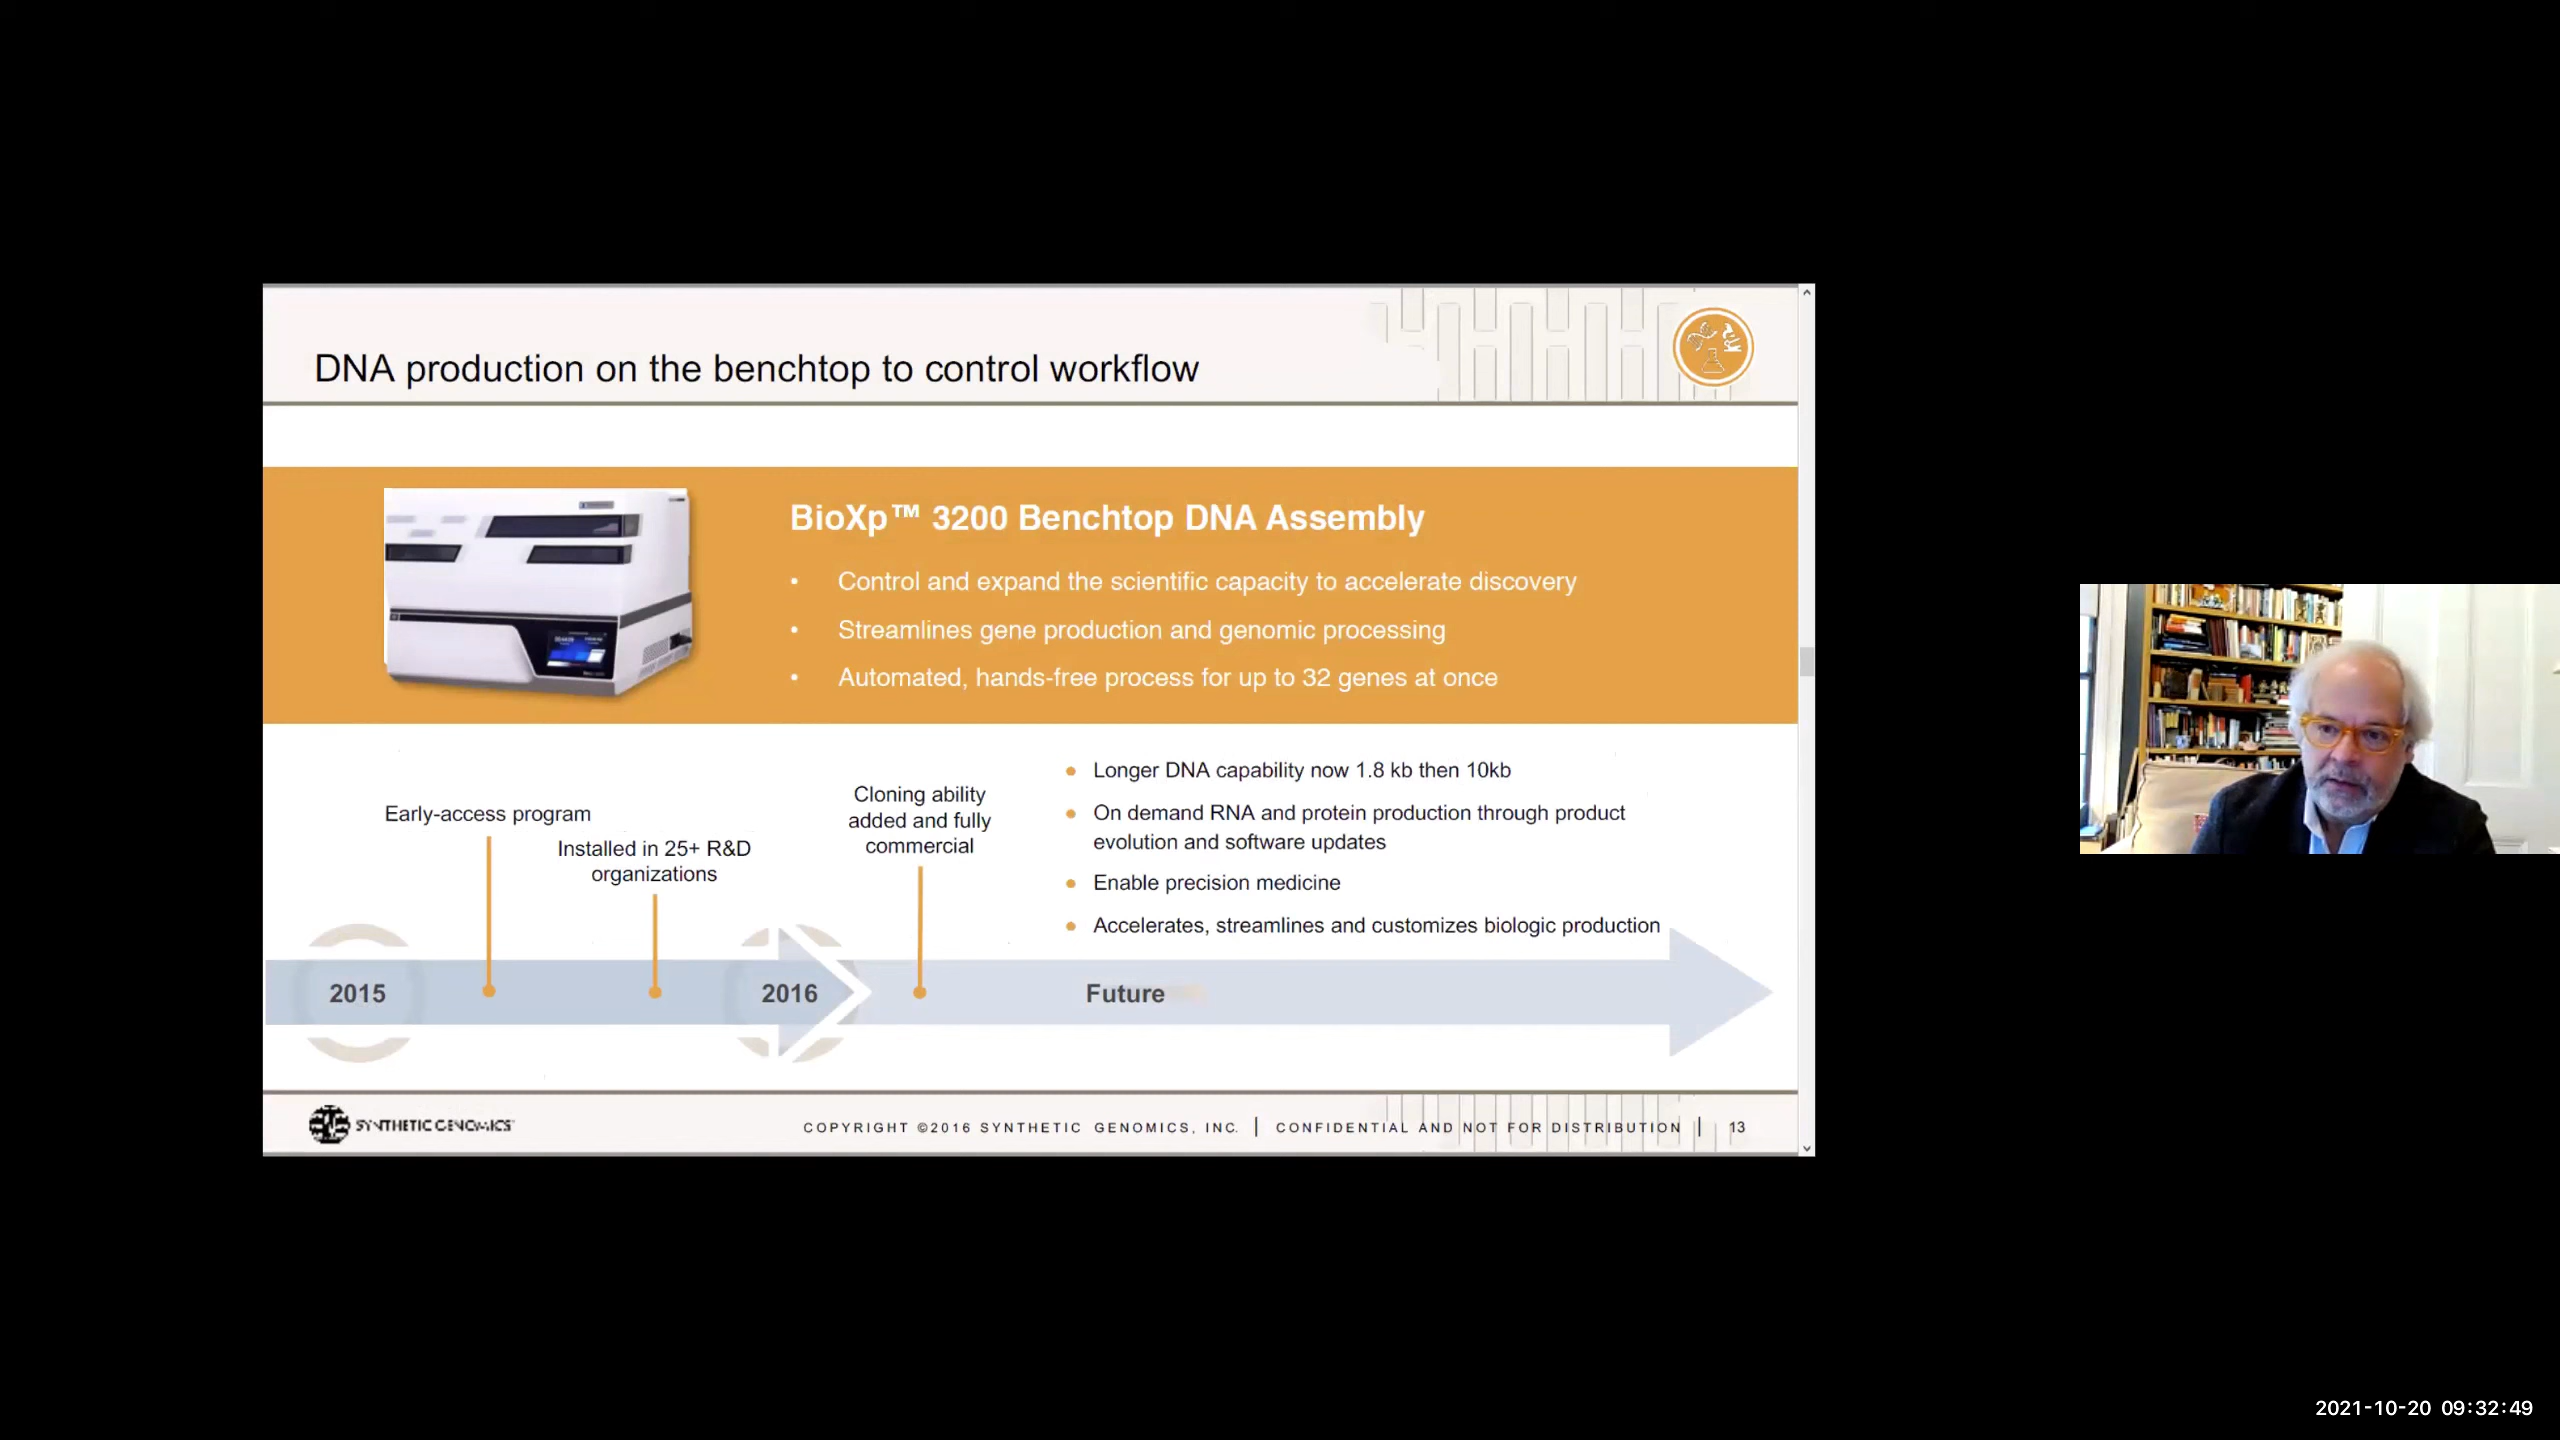 DNA production on the benchtop to control workflow
BioXp™ 3200 Benchtop DNA Assembly
• Control and expand the scientific capacity to accelerate discovery
• Streamlines gene production and genomic processing
• Automated, hands-free process for up to 32 genes at once
Early-access program
Installed in 25+ R&D
organizations
Cloning ability
added and fully
commercial
• Longer DNA capability now 1.8 kb then 10kb
• On demand RNA and protein production through product
evolution and software updates
• Enable precision medicine
• Accelerates, streamlines and customizes biologic production
2015
2016
Future
SYNTHETIC GENOMICS
COPYRIGHT ©2016 SYNTHETIC GENOMICS, INC. | CONFIDENTIAL AND NOT FOR DISTRIBUTION | 13
2021-10-20 09:32:49